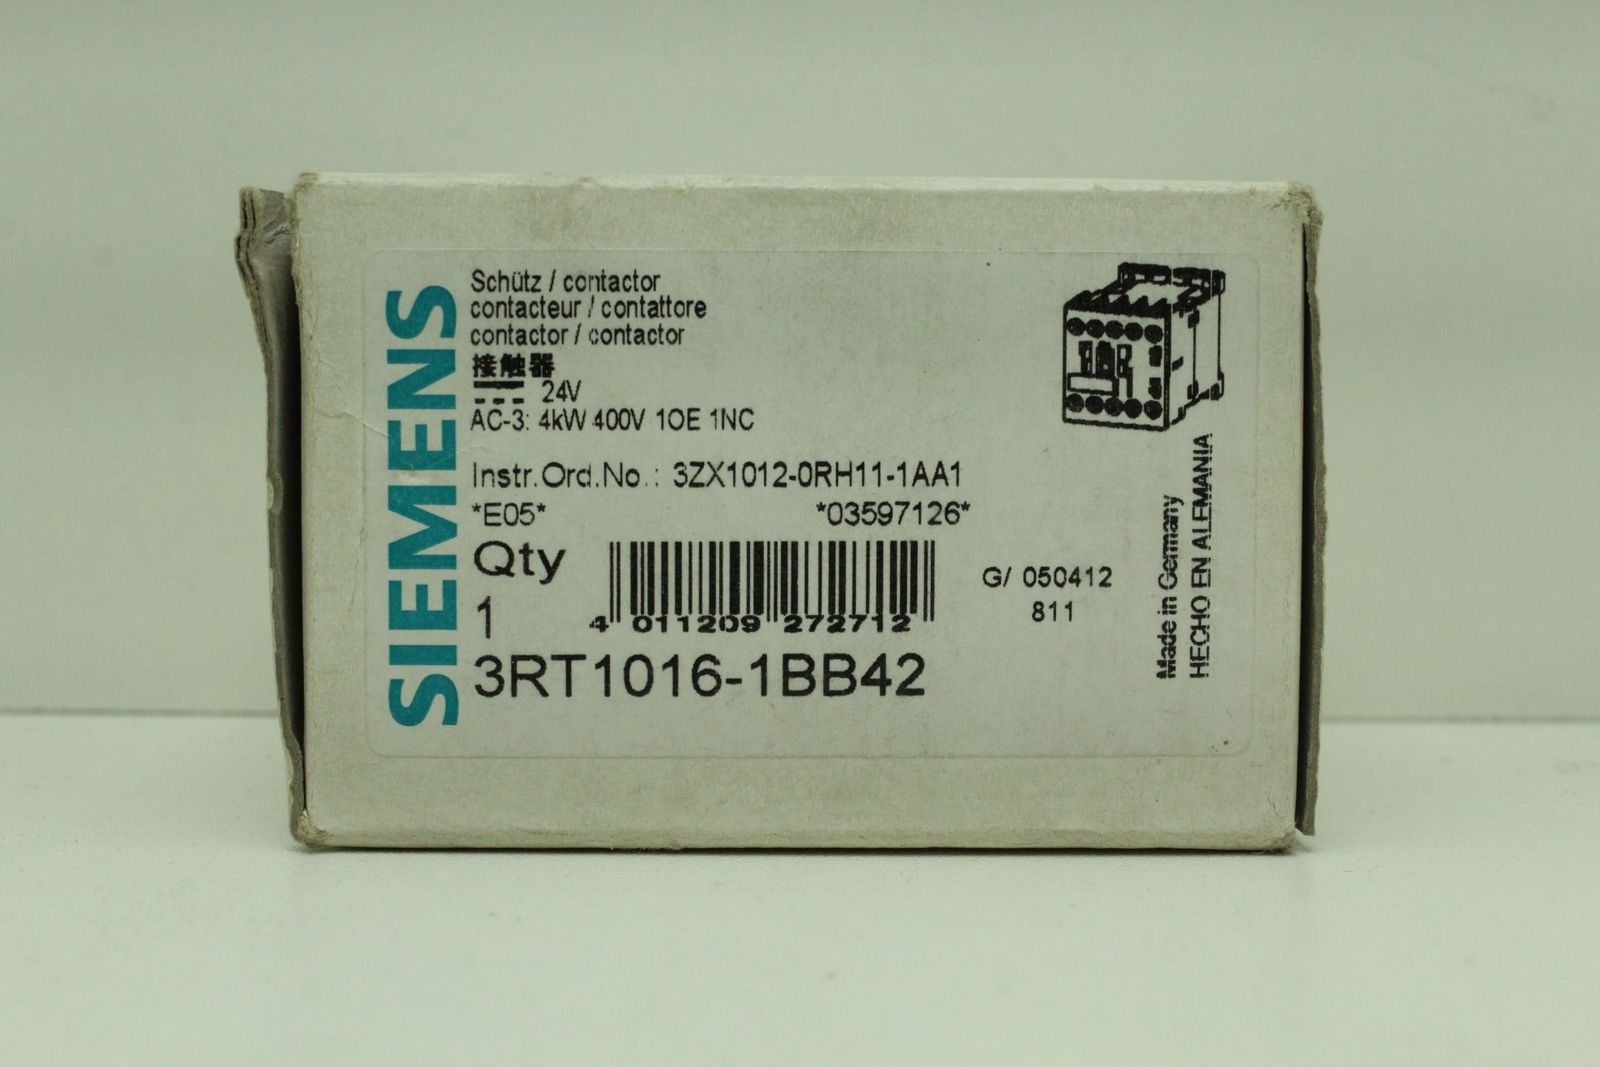 SIEMENS
Schütz / contactor
contacteur / contattore
contactor / contactor
接触器
24V
AC-3: 4kW 400V 1OE 1NC
Instr.Ord.No.: 3ZX1012-0RH11-1AA1
*E05* *03597126*
Qty
1
4 011209 272712
G/ 050412
811
3RT1016-1BB42
Made in Germany
HECHO EN ALEMANIA